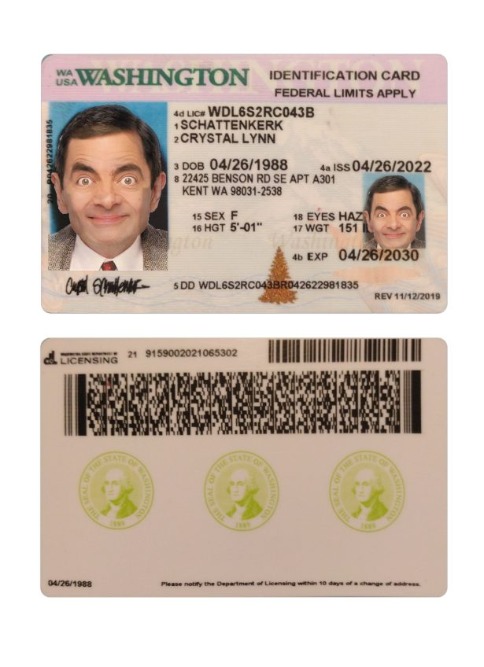 WA USA WASHINGTON IDENTIFICATION CARD
FEDERAL LIMITS APPLY
4d LIC# WDL6S2RC043B
1 SCHATTENKERK
2 CRYSTAL LYNN
3 DOB 04/26/1988 4a ISS 04/26/2022
8 22425 BENSON RD SE APT A301
KENT WA 98031-2538
15 SEX F 18 EYES HAZ
16 HGT 5'-01" 17 WGT 151
4b EXP 04/26/2030
5 DD WDL6S2RC043BR042622981835
REV 11/12/2019
LICENSING 21 9159002021065302
THE SEAL OF THE STATE OF WASHINGTON 1889
THE SEAL OF THE STATE OF WASHINGTON 1889
THE SEAL OF THE STATE OF WASHINGTON 1889
04/26/1988 Please notify the Department of Licensing within 10 days of a change of address.